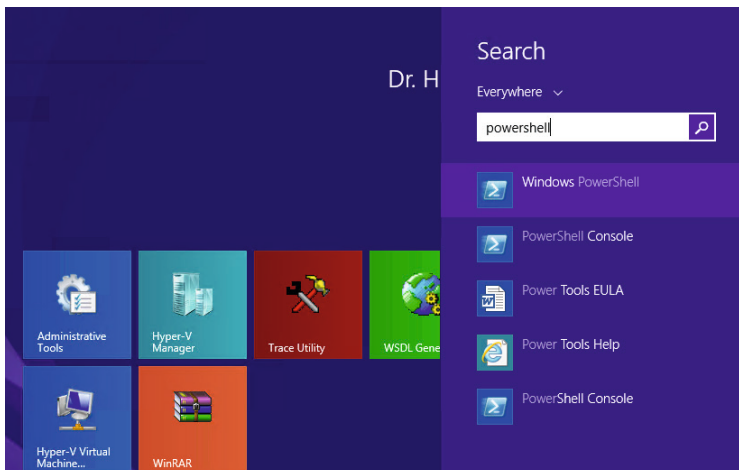 Search
Dr. H
Everywhere
powershell
Windows PowerShell
PowerShell Console
Power Tools EULA
Power Tools Help
PowerShell Console
Administrative
Tools
Hyper-V
Manager
Trace Utility
WSDL Gene
Hyper-V Virtual
Machine...
WinRAR